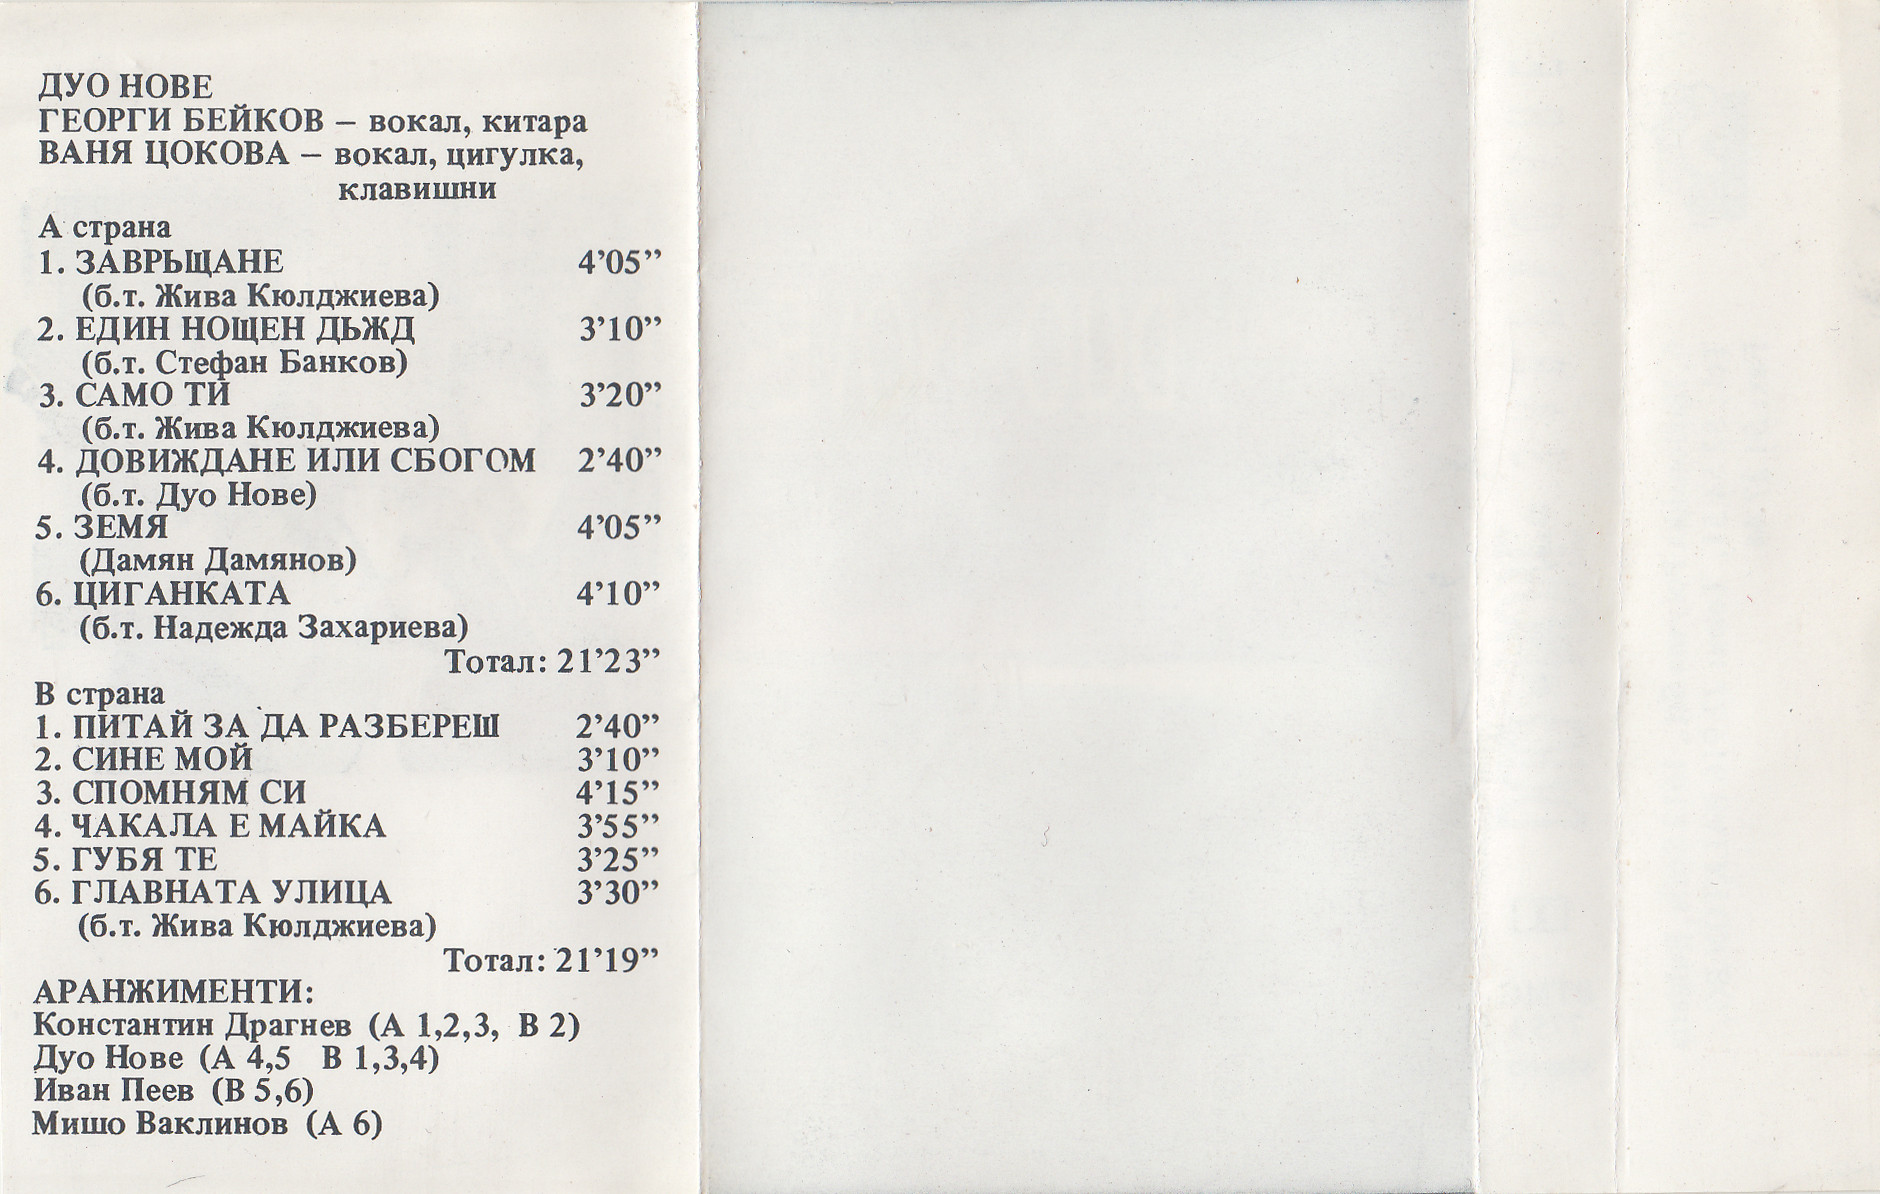 ДУО НОВЕ
ГЕОРГИ БЕЙКОВ – вокал, китара
ВАНЯ ЦОКОВА – вокал, цигулка,
клавишни
А страна
1. ЗАВРЬЩАНЕ 4’05”
(б.т. Жива Кюлджиева)
2. ЕДИН НОЩЕН ДЬЖД 3’10”
(б.т. Стефан Банков)
3. САМО ТИ 3’20”
(б.т. Жива Кюлджиева)
4. ДОВИЖДАНЕ ИЛИ СБОГОМ 2’40”
(б.т. Дуо Нове)
5. ЗЕМЯ 4’05”
(Дамян Дамянов)
6. ЦИГАНКАТА 4’10”
(б.т. Надежда Захариева)
Тотал: 21’23”
В страна
1. ПИТАЙ ЗА ДА РАЗБЕРЕШ 2’40”
2. СИНЕ МОЙ 3’10”
3. СПОМНЯМ СИ 4’15”
4. ЧАКАЛА Е МАЙКА 3’55”
5. ГУБЯ ТЕ 3’25”
6. ГЛАВНАТА УЛИЦА 3’30”
(б.т. Жива Кюлджиева)
Тотал: 21’19”
АРАНЖИМЕНТИ:
Константин Драгнев (А 1,2,3, В 2)
Дуо Нове (А 4,5 В 1,3,4)
Иван Пеев (В 5,6)
Мишо Ваклинов (А 6)